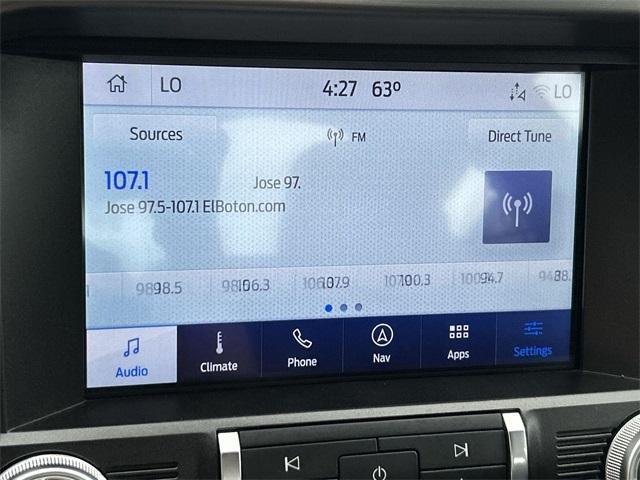 LO 4:27 63° LO
Sources FM Direct Tune
107.1 Jose 97.
Jose 97.5-107.1 ElBoton.com
Audio Climate Phone Nav Apps Settings